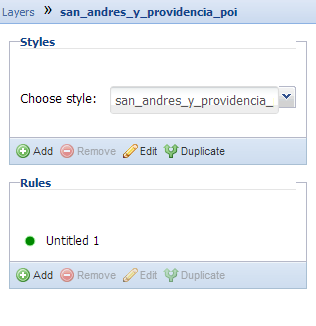 Layers » san_andres_y_providencia_poi
Styles
Choose style: san_andres_y_providencia_
Add Remove Edit Duplicate
Rules
Untitled 1
Add Remove Edit Duplicate